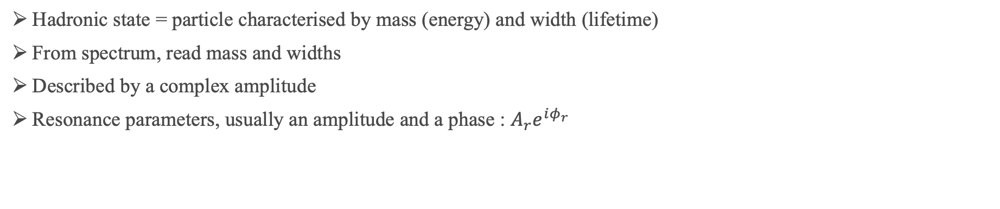 ➢ Hadronic state = particle characterised by mass (energy) and width (lifetime)
➢ From spectrum, read mass and widths
➢ Described by a complex amplitude
➢ Resonance parameters, usually an amplitude and a phase : $A_r e^{i\phi_r}$